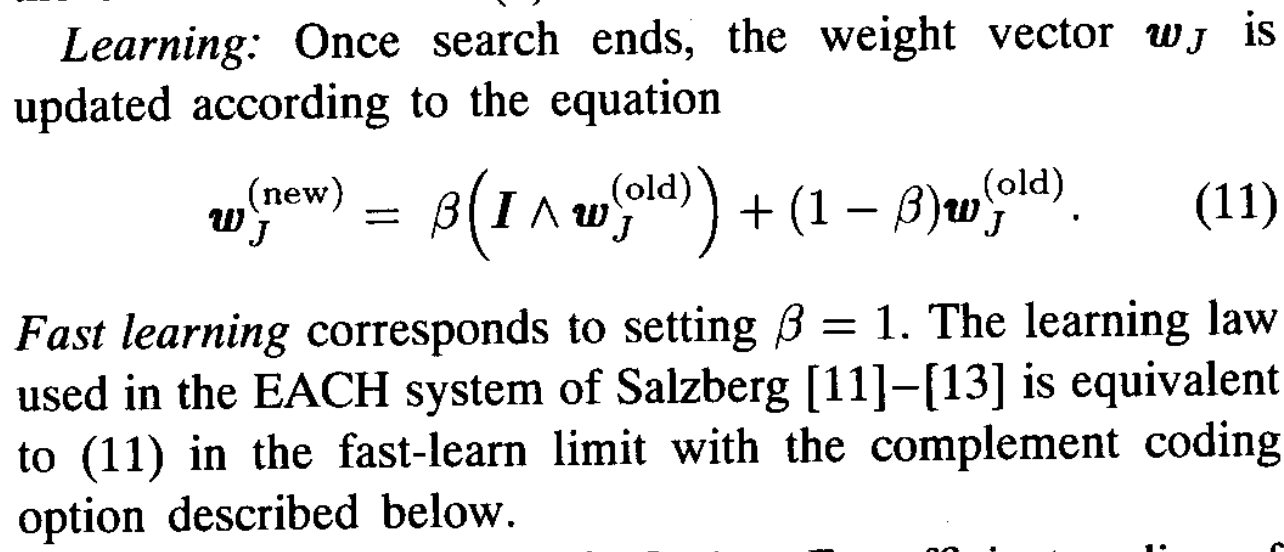 Learning: Once search ends, the weight vector w_J is
updated according to the equation
w_J^(new) = β(I ∧ w_J^(old)) + (1 − β)w_J^(old). (11)
Fast learning corresponds to setting β = 1. The learning law
used in the EACH system of Salzberg [11]–[13] is equivalent
to (11) in the fast-learn limit with the complement coding
option described below.